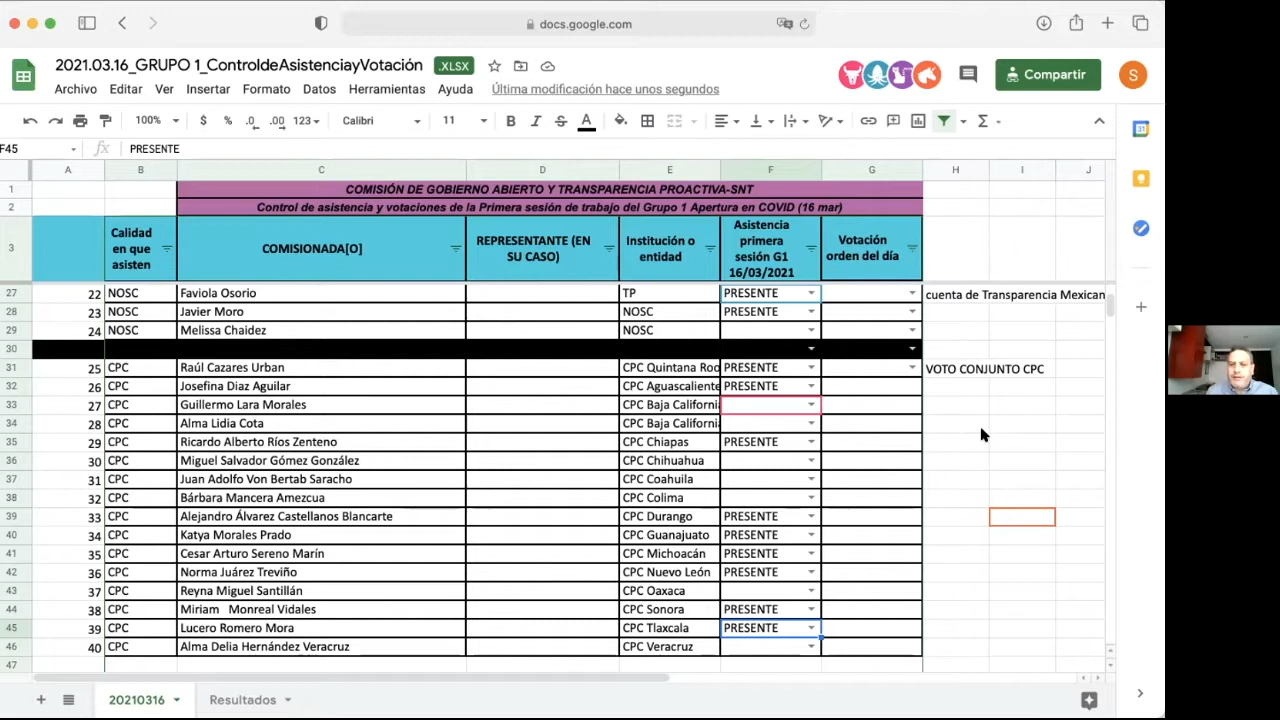 docs.google.com
2021.03.16_GRUPO 1_ControldeAsistenciayVotación .XLSX
Compartir
S
Archivo Editar Ver Insertar Formato Datos Herramientas Ayuda Última modificación hace unos segundos
100% $ % .0 .00 123 Calibri 11 B I S A
F45 fx PRESENTE
A B C D E F G H I J
1 COMISIÓN DE GOBIERNO ABIERTO Y TRANSPARENCIA PROACTIVA-SNT
2 Control de asistencia y votaciones de la Primera sesión de trabajo del Grupo 1 Apertura en COVID (16 mar)
3 Calidad en que asisten COMISIONADA[O] REPRESENTANTE (EN SU CASO) Institución o entidad Asistencia primera sesión G1 16/03/2021 Votación orden del día
27 22 NOSC Faviola Osorio TP PRESENTE cuenta de Transparencia Mexican
28 23 NOSC Javier Moro NOSC PRESENTE
29 24 NOSC Melissa Chaidez NOSC
30
31 25 CPC Raúl Cazares Urban CPC Quintana Roo PRESENTE VOTO CONJUNTO CPC
32 26 CPC Josefina Diaz Aguilar CPC Aguascaliente PRESENTE
33 27 CPC Guillermo Lara Morales CPC Baja California
34 28 CPC Alma Lidia Cota CPC Baja California
35 29 CPC Ricardo Alberto Ríos Zenteno CPC Chiapas PRESENTE
36 30 CPC Miguel Salvador Gómez González CPC Chihuahua
37 31 CPC Juan Adolfo Von Bertab Saracho CPC Coahuila
38 32 CPC Bárbara Mancera Amezcua CPC Colima
39 33 CPC Alejandro Álvarez Castellanos Blancarte CPC Durango PRESENTE
40 34 CPC Katya Morales Prado CPC Guanajuato PRESENTE
41 35 CPC Cesar Arturo Sereno Marín CPC Michoacán PRESENTE
42 36 CPC Norma Juárez Treviño CPC Nuevo León PRESENTE
43 37 CPC Reyna Miguel Santillán CPC Oaxaca
44 38 CPC Miriam Monreal Vidales CPC Sonora PRESENTE
45 39 CPC Lucero Romero Mora CPC Tlaxcala PRESENTE
46 40 CPC Alma Delia Hernández Veracruz CPC Veracruz
47
20210316 Resultados